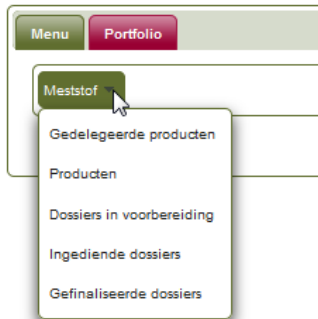 Menu Portfolio
Meststof
Gedelegeerde producten
Producten
Dossiers in voorbereiding
Ingediende dossiers
Gefinaliseerde dossiers